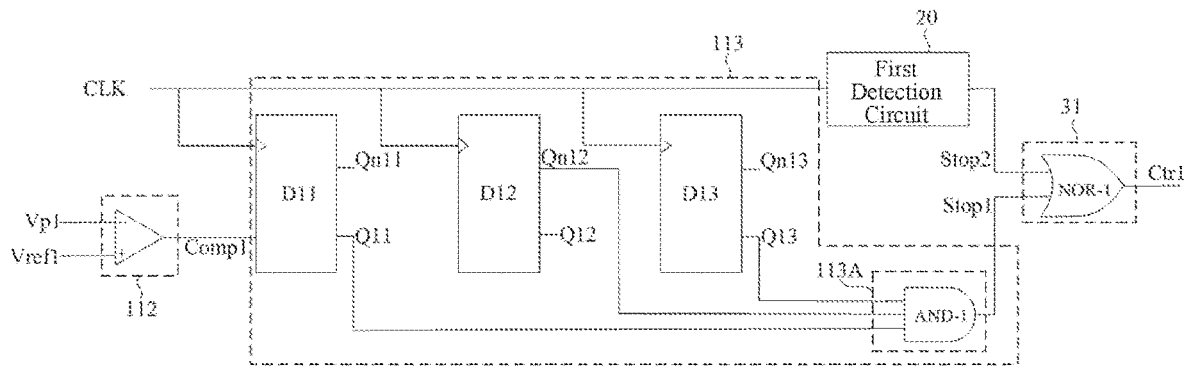 20
113
First
Detection
Circuit
CLK
31
Qn11
Qn12
Qn13
Stop2
Ctr1
NOR-1
D11
D12
D13
Stop1
Vp1
Q11
Q12
Q13
Vref1
Comp1
113A
112
AND-1